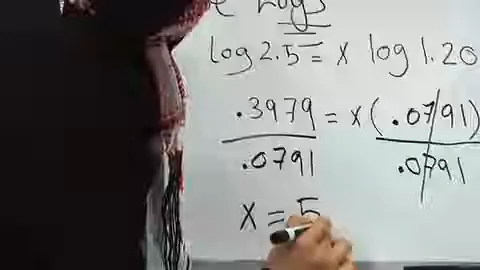 Logs
log 2.5 = x log 1.20
.3979 = x (.0791)
.0791 .0791
x = 5